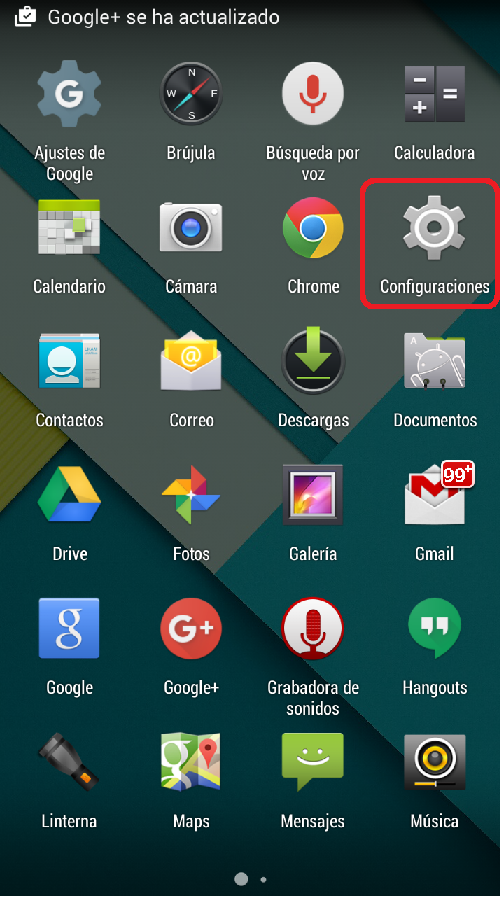 Google+ se ha actualizado
Ajustes de
Google
Brújula
Búsqueda por
voz
Calculadora
Calendario
Cámara
Chrome
Configuraciones
Contactos
Correo
Descargas
Documentos
Drive
Fotos
Galería
99+
Gmail
Google
Google+
Grabadora de
sonidos
Hangouts
Linterna
Maps
Mensajes
Música